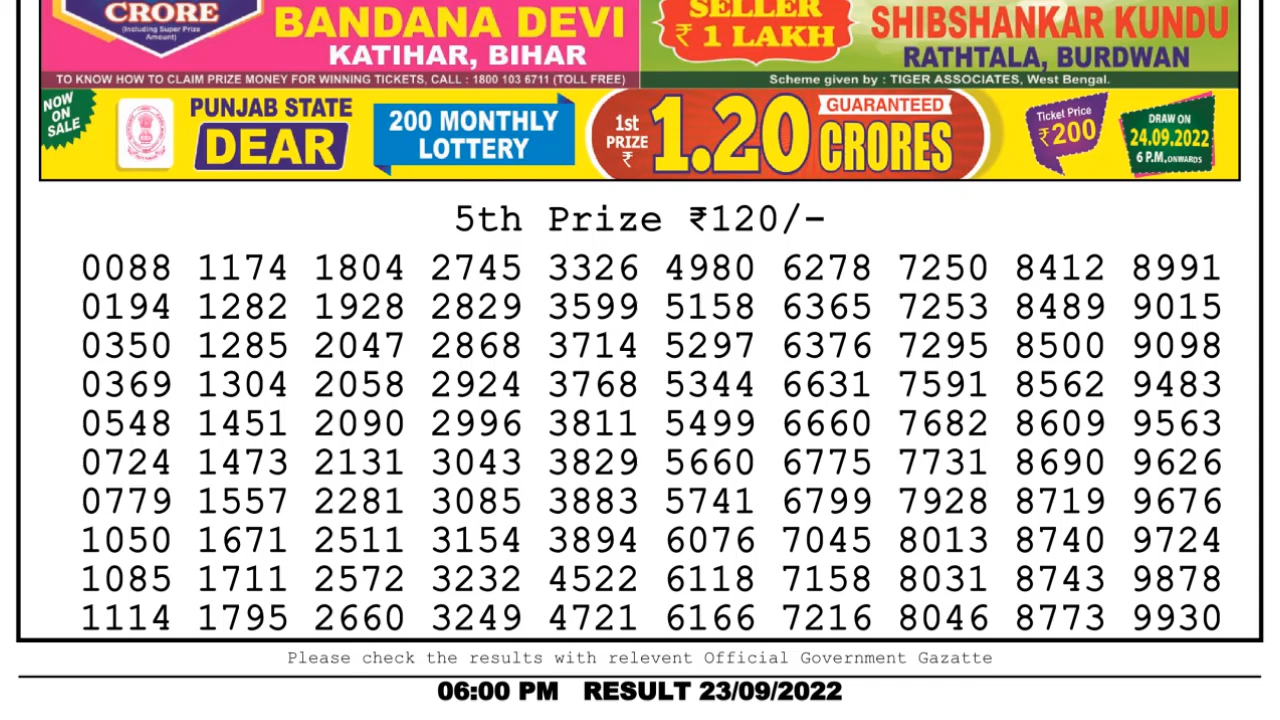 CRORE
(Including Super Prize
Amount)
BANDANA DEVI
KATIHAR, BIHAR
SELLER
₹ 1 LAKH
SHIBSHANKAR KUNDU
RATHTALA, BURDWAN
TO KNOW HOW TO CLAIM PRIZE MONEY FOR WINNING TICKETS, CALL : 1800 103 6711 (TOLL FREE)
Scheme given by : TIGER ASSOCIATES, West Bengal.
NOW
ON
SALE
PUNJAB STATE
DEAR
200 MONTHLY
LOTTERY
1st
PRIZE
₹
1.20
GUARANTEED
CRORES
Ticket Price
₹200
DRAW ON
24.09.2022
6 P.M, ONWARDS
5th Prize ₹120/-
0088 1174 1804 2745 3326 4980 6278 7250 8412 8991
0194 1282 1928 2829 3599 5158 6365 7253 8489 9015
0350 1285 2047 2868 3714 5297 6376 7295 8500 9098
0369 1304 2058 2924 3768 5344 6631 7591 8562 9483
0548 1451 2090 2996 3811 5499 6660 7682 8609 9563
0724 1473 2131 3043 3829 5660 6775 7731 8690 9626
0779 1557 2281 3085 3883 5741 6799 7928 8719 9676
1050 1671 2511 3154 3894 6076 7045 8013 8740 9724
1085 1711 2572 3232 4522 6118 7158 8031 8743 9878
1114 1795 2660 3249 4721 6166 7216 8046 8773 9930
Please check the results with relevent Official Government Gazatte
06:00 PM RESULT 23/09/2022